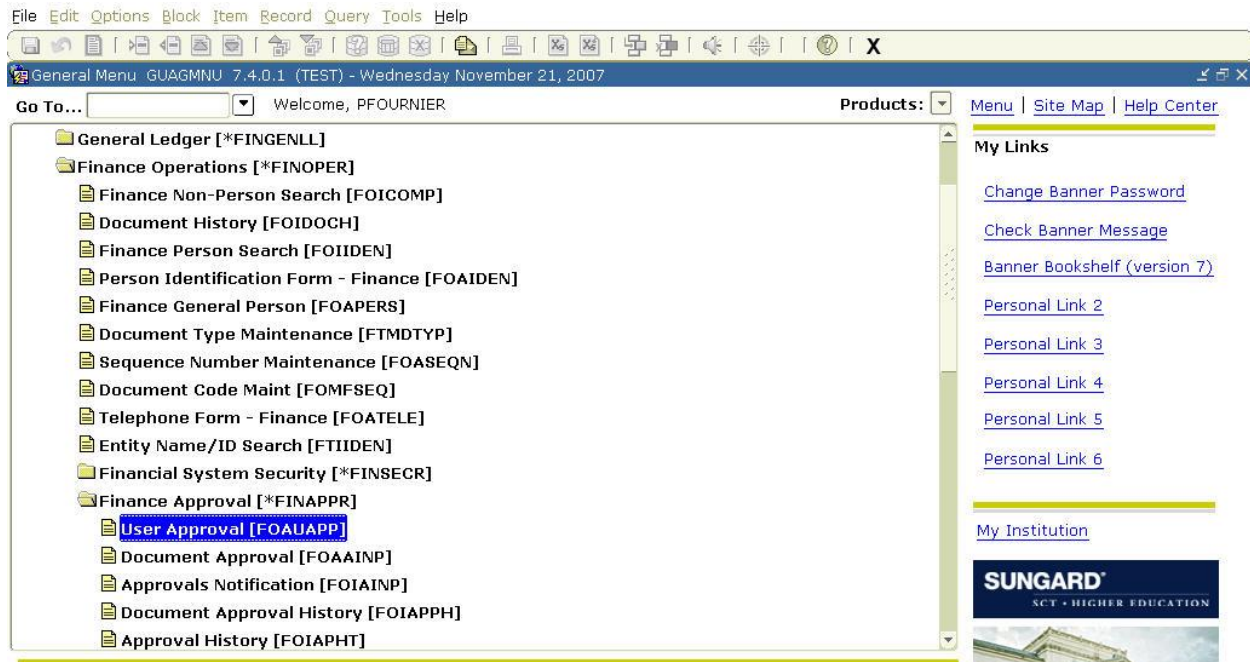 File Edit Options Block Item Record Query Tools Help
X
General Menu GUAGMNU 7.4.0.1 (TEST) - Wednesday November 21, 2007
Go To... Welcome, PFOURNIER Products: Menu | Site Map | Help Center
General Ledger [*FINGENLL]
Finance Operations [*FINOPER]
Finance Non-Person Search [FOICOMP]
Document History [FOIDOCH]
Finance Person Search [FOIIDEN]
Person Identification Form - Finance [FOAIDEN]
Finance General Person [FOAPERS]
Document Type Maintenance [FTMDTYP]
Sequence Number Maintenance [FOASEQN]
Document Code Maint [FOMFSEQ]
Telephone Form - Finance [FOATELE]
Entity Name/ID Search [FTIIDEN]
Financial System Security [*FINSECR]
Finance Approval [*FINAPPR]
User Approval [FOAUAPP]
Document Approval [FOAAINP]
Approvals Notification [FOIAINP]
Document Approval History [FOIAPPH]
Approval History [FOIAPHT]
My Links
Change Banner Password
Check Banner Message
Banner Bookshelf (version 7)
Personal Link 2
Personal Link 3
Personal Link 4
Personal Link 5
Personal Link 6
My Institution
SUNGARD®
SCT • HIGHER EDUCATION